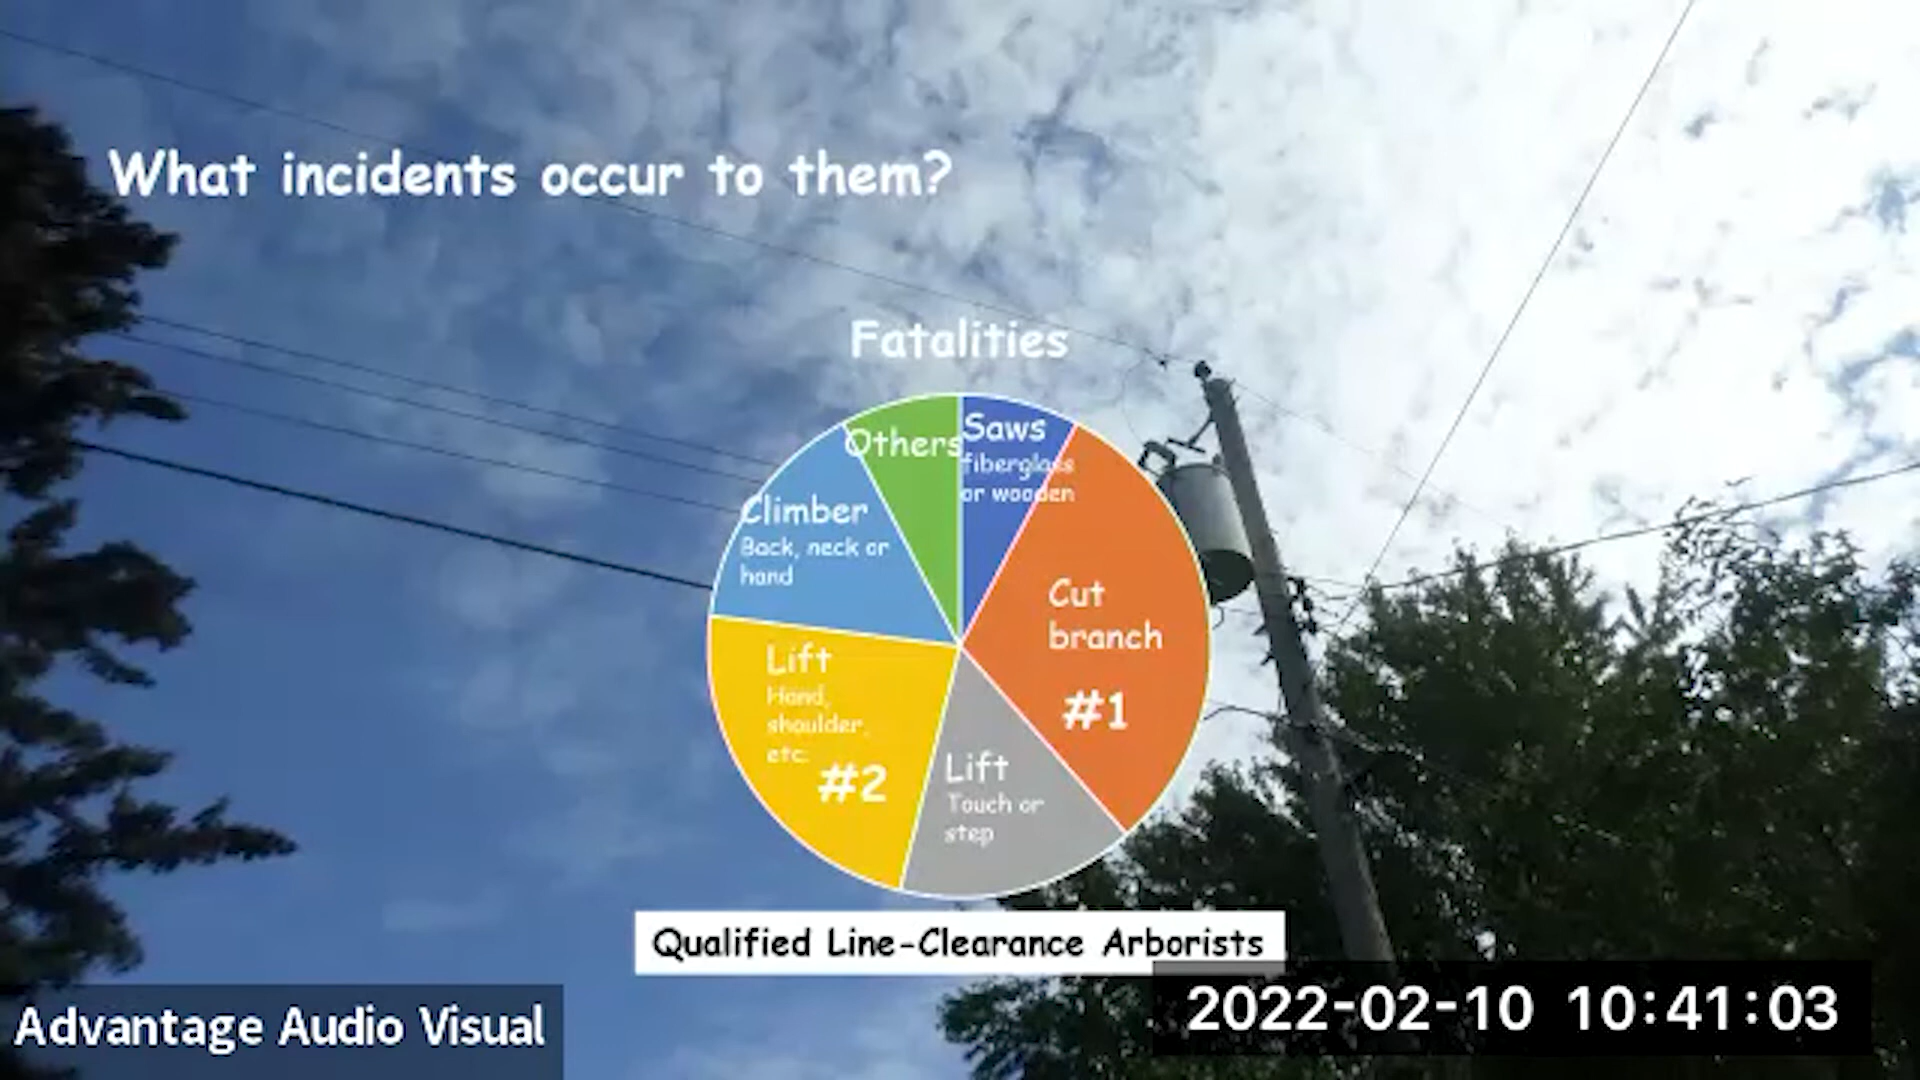 What incidents occur to them?
Fatalities
Others
Saws
fiberglass
or wooden
Climber
Back, neck or
hand
Cut
branch
#1
Lift
Hand,
shoulder,
etc.
#2
Lift
Touch or
step
Qualified Line-Clearance Arborists
Advantage Audio Visual
2022-02-10 10:41:03